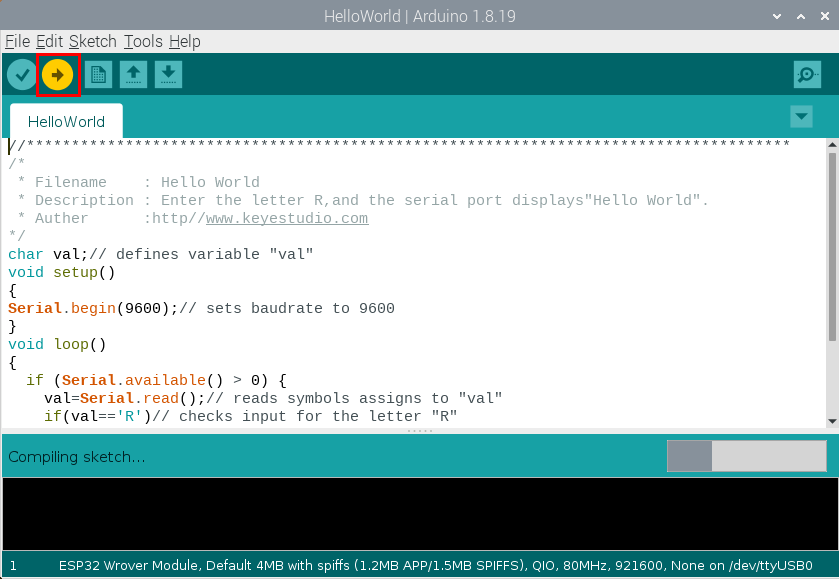 HelloWorld | Arduino 1.8.19
File Edit Sketch Tools Help
HelloWorld
//*************************************************************************************
/*
 * Filename    : Hello World
 * Description : Enter the letter R,and the serial port displays"Hello World".
 * Auther      :http//www.keyestudio.com
*/
char val;// defines variable "val"
void setup()
{
Serial.begin(9600);// sets baudrate to 9600
}
void loop()
{
  if (Serial.available() > 0) {
    val=Serial.read();// reads symbols assigns to "val"
    if(val=='R')// checks input for the letter "R"
Compiling sketch...
1 ESP32 Wrover Module, Default 4MB with spiffs (1.2MB APP/1.5MB SPIFFS), QIO, 80MHz, 921600, None on /dev/ttyUSB0